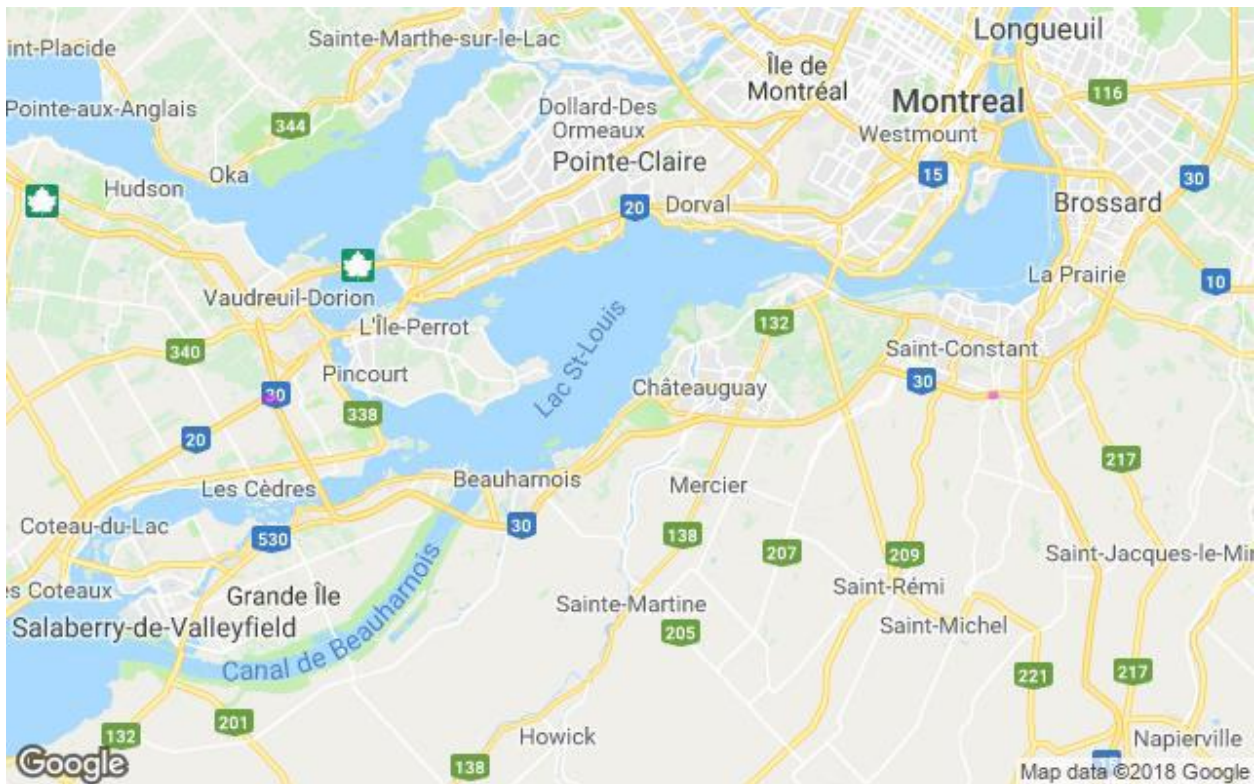 Longueuil
Sainte-Marthe-sur-le-Lac
int-Placide
Île de
Montréal
116
Pointe-aux-Anglais
Dollard-Des
Ormeaux
Montreal
344
Westmount
Pointe-Claire
Oka
15
30
Hudson
20
Dorval
Brossard
La Prairie
10
Vaudreuil-Dorion
L'Île-Perrot
132
340
Lac St-Louis
Saint-Constant
Pincourt
Châteauguay
30
30
338
20
217
Beauharnois
Les Cèdres
Mercier
Coteau-du-Lac
30
530
138
207
209
Saint-Jacques-le-Min
es Coteaux
Grande Île
Sainte-Martine
Saint-Rémi
Salaberry-de-Valleyfield
205
Saint-Michel
Canal de Beauharnois
221
217
201
132
Howick
Napierville
138
15
Google
Map data ©2018 Google